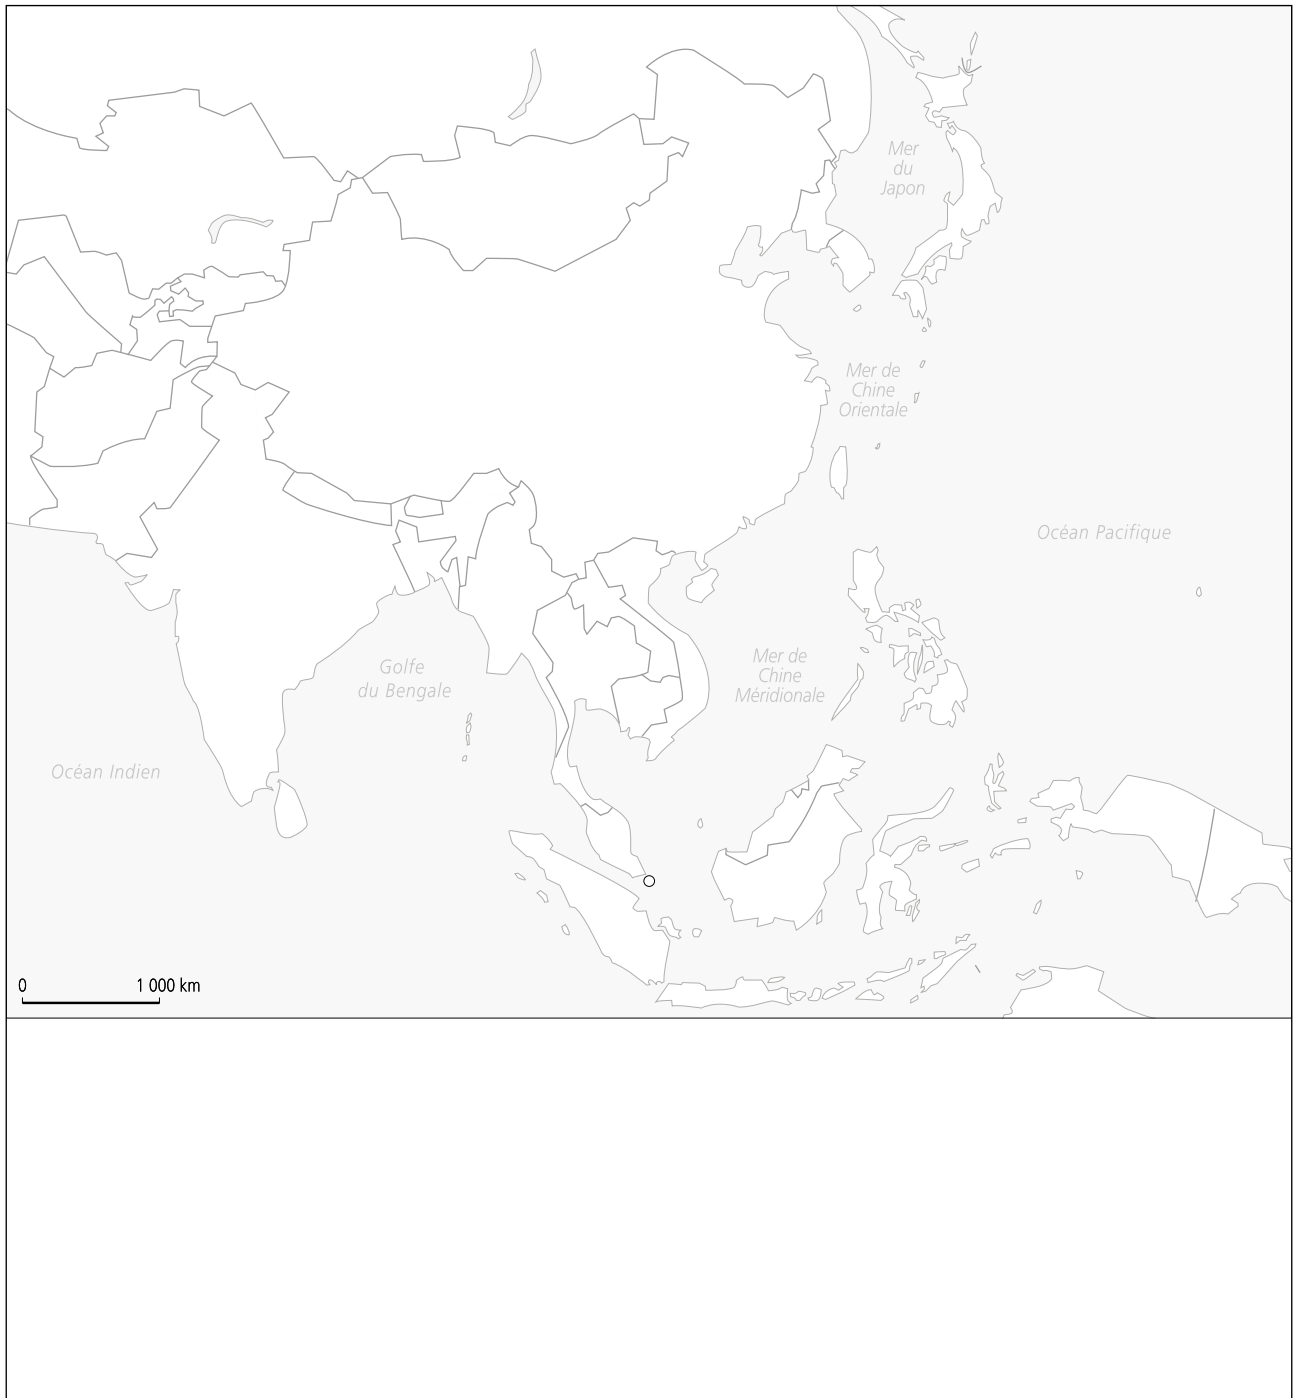 Mer
du
Japon
Mer de
Chine
Orientale
Océan Pacifique
Golfe
du Bengale
Mer de
Chine
Méridionale
Océan Indien
0 1 000 km